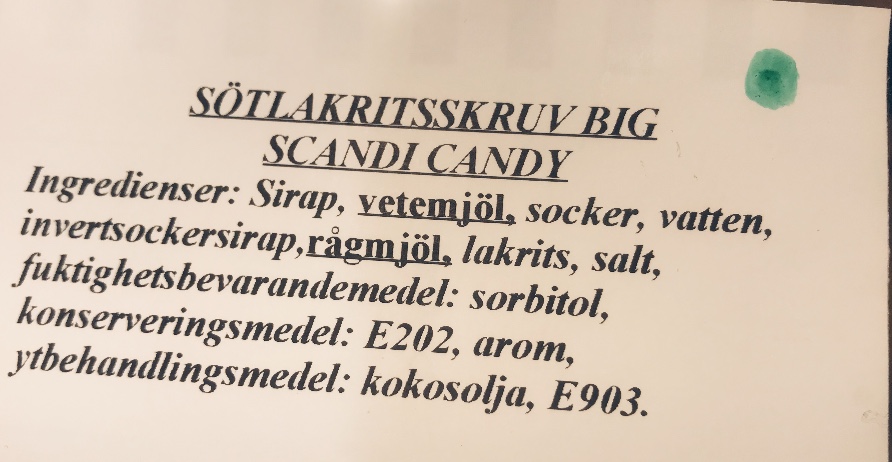 SÖTLAKRITSSKRUV BIG
SCANDI CANDY
Ingredienser: Sirap, vetemjöl, socker, vatten,
invertsockersirap,rågmjöl, lakrits, salt,
fuktighetsbevarandemedel: sorbitol,
konserveringsmedel: E202, arom,
ytbehandlingsmedel: kokosolja, E903.